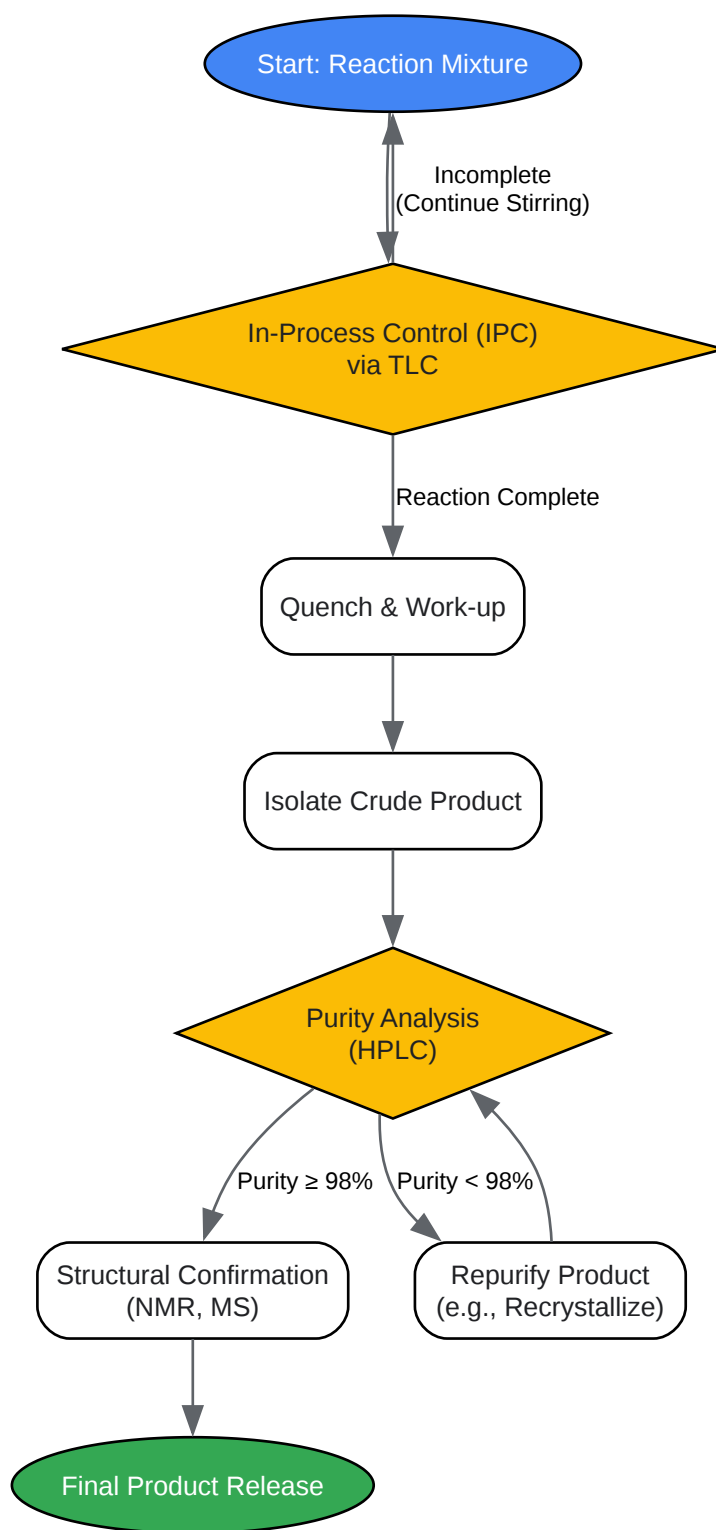 Start: Reaction Mixture
Incomplete
(Continue Stirring)
In-Process Control (IPC)
via TLC
Reaction Complete
Quench & Work-up
Isolate Crude Product
Purity Analysis
(HPLC)
Purity ≥ 98%
Purity < 98%
Structural Confirmation
(NMR, MS)
Repurify Product
(e.g., Recrystallize)
Final Product Release